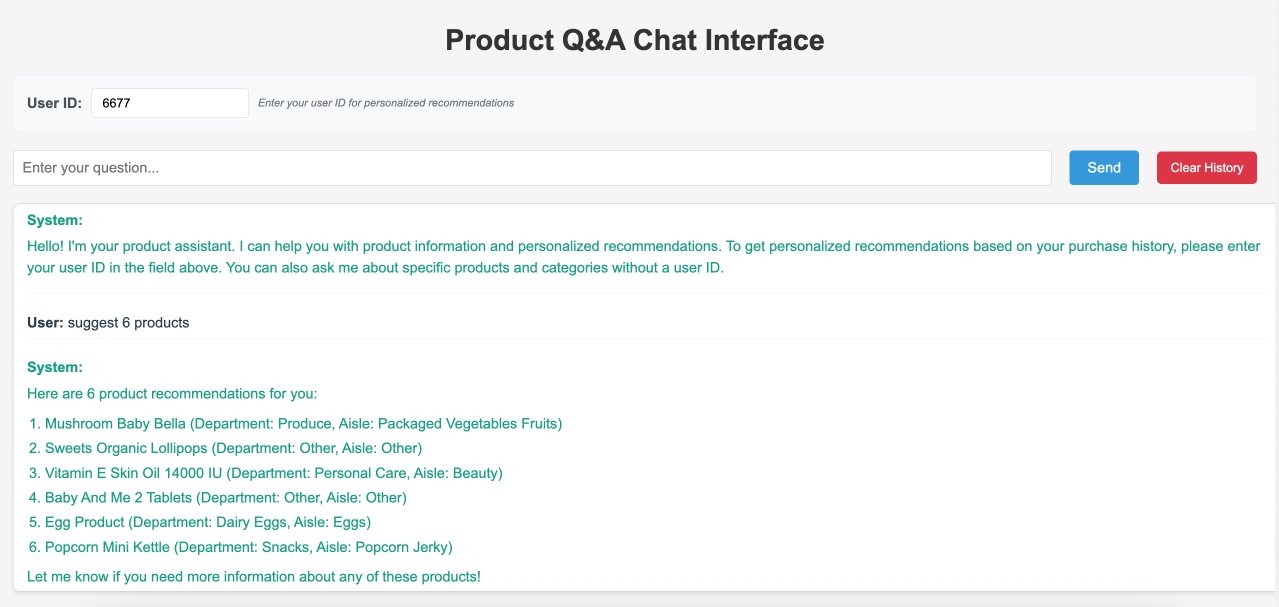 Product Q&A Chat Interface
User ID: 6677 Enter your user ID for personalized recommendations
Enter your question... Send Clear History
System:
Hello! I'm your product assistant. I can help you with product information and personalized recommendations. To get personalized recommendations based on your purchase history, please enter
your user ID in the field above. You can also ask me about specific products and categories without a user ID.
User: suggest 6 products
System:
Here are 6 product recommendations for you:
1. Mushroom Baby Bella (Department: Produce, Aisle: Packaged Vegetables Fruits)
2. Sweets Organic Lollipops (Department: Other, Aisle: Other)
3. Vitamin E Skin Oil 14000 IU (Department: Personal Care, Aisle: Beauty)
4. Baby And Me 2 Tablets (Department: Other, Aisle: Other)
5. Egg Product (Department: Dairy Eggs, Aisle: Eggs)
6. Popcorn Mini Kettle (Department: Snacks, Aisle: Popcorn Jerky)
Let me know if you need more information about any of these products!